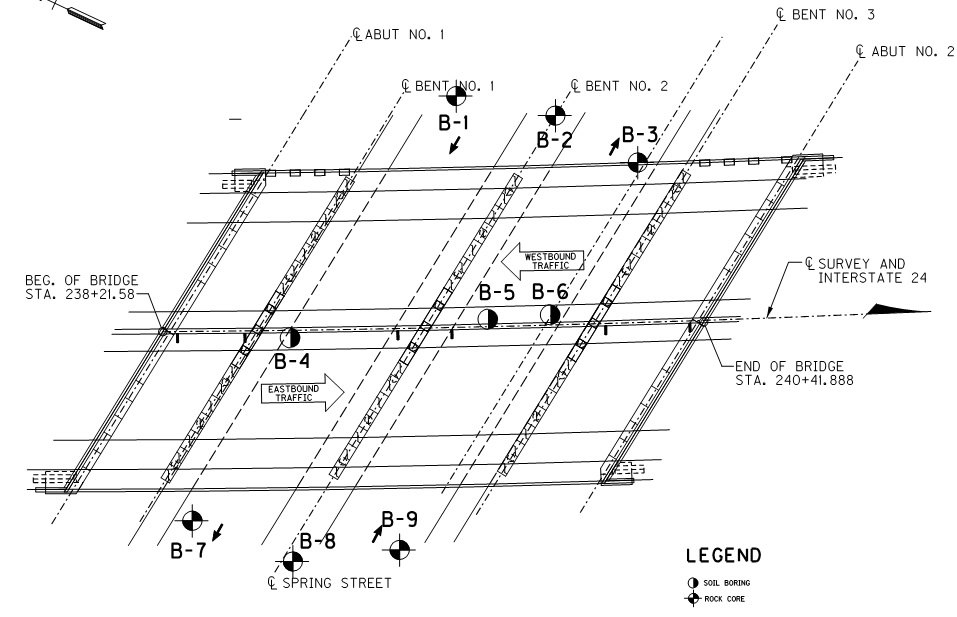 ℄ BENT NO. 3
℄ ABUT NO. 1
℄ ABUT NO. 2
℄ BENT NO. 1
℄ BENT NO. 2
B-1
B-2
B-3
WESTBOUND
TRAFFIC
℄ SURVEY AND
INTERSTATE 24
BEG. OF BRIDGE
STA. 238+21.58
B-5
B-6
B-4
END OF BRIDGE
STA. 240+41.888
EASTBOUND
TRAFFIC
B-7
B-8
B-9
℄ SPRING STREET
LEGEND
SOIL BORING
ROCK CORE